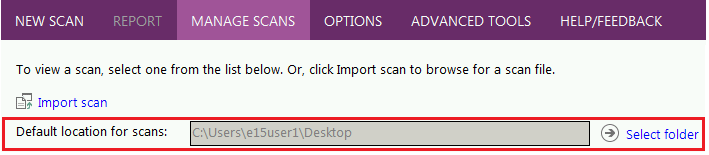 NEW SCAN REPORT MANAGE SCANS OPTIONS ADVANCED TOOLS HELP/FEEDBACK
To view a scan, select one from the list below. Or, click Import scan to browse for a scan file.
Import scan
Default location for scans: C:\Users\e15user1\Desktop Select folder